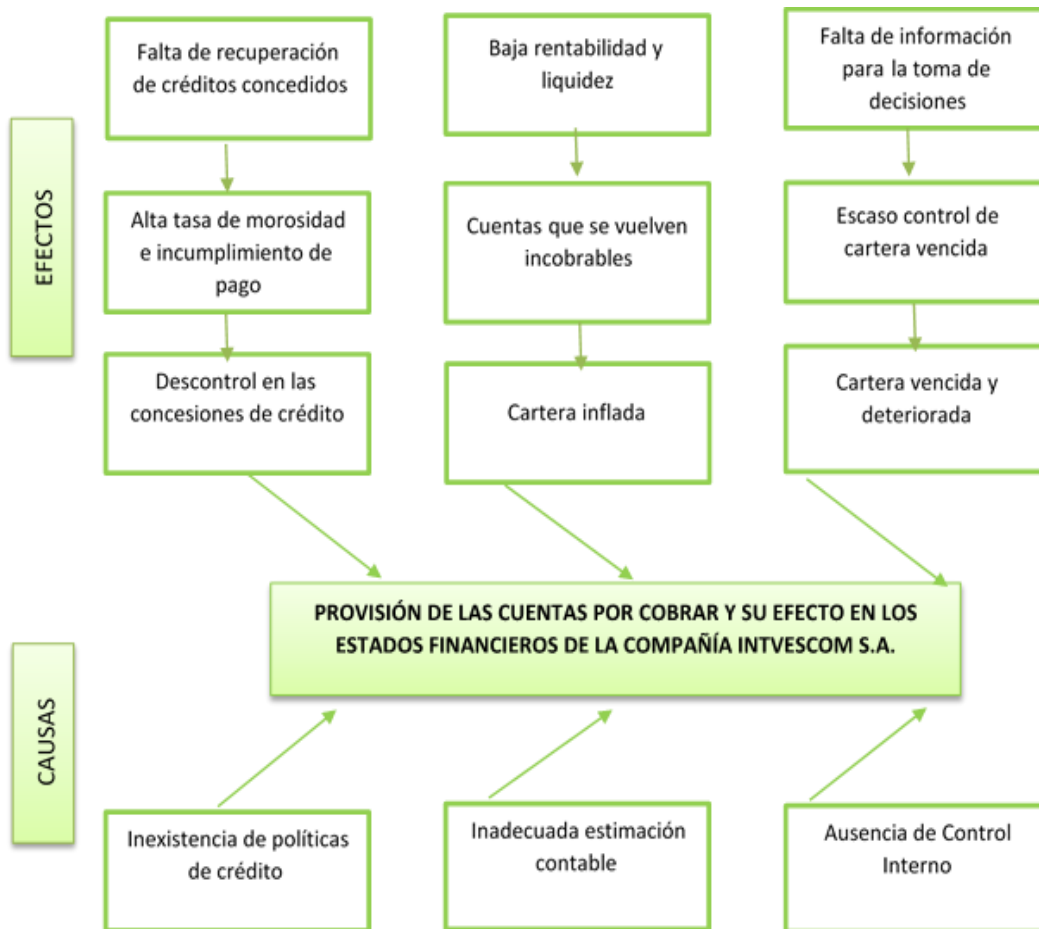 EFECTOS
Falta de recuperación
de créditos concedidos
Baja rentabilidad y
liquidez
Falta de información
para la toma de
decisiones
Alta tasa de morosidad
e incumplimiento de
pago
Cuentas que se vuelven
incobrables
Escaso control de
cartera vencida
Descontrol en las
concesiones de crédito
Cartera inflada
Cartera vencida y
deteriorada
PROVISIÓN DE LAS CUENTAS POR COBRAR Y SU EFECTO EN LOS
ESTADOS FINANCIEROS DE LA COMPAÑÍA INTVESCOM S.A.
CAUSAS
Inexistencia de políticas
de crédito
Inadecuada estimación
contable
Ausencia de Control
Interno